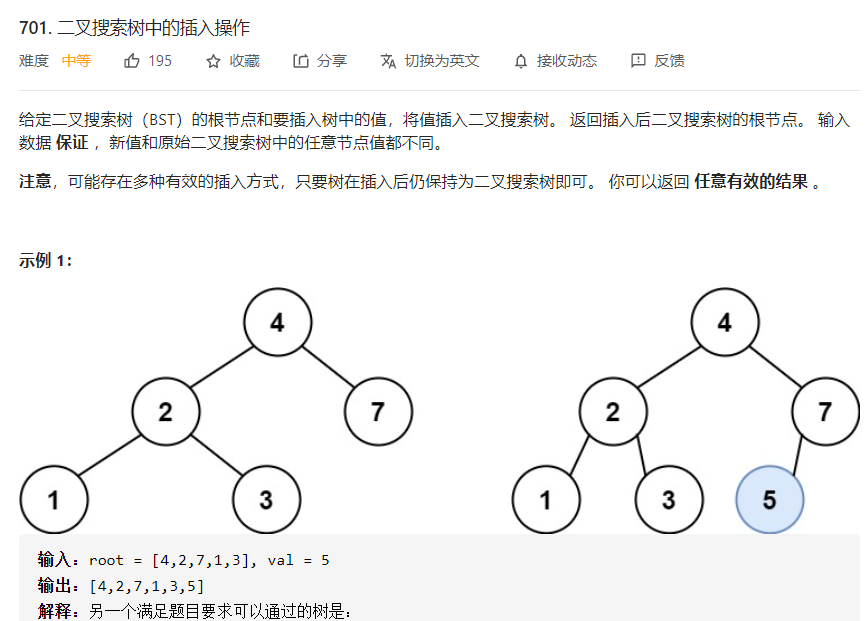 701. 二叉搜索树中的插入操作
难度 中等 195 收藏 分享 切换为英文 接收动态 反馈
给定二叉搜索树（BST）的根节点和要插入树中的值，将值插入二叉搜索树。 返回插入后二叉搜索树的根节点。 输入
数据 保证 ，新值和原始二叉搜索树中的任意节点值都不同。
注意，可能存在多种有效的插入方式，只要树在插入后仍保持为二叉搜索树即可。 你可以返回 任意有效的结果 。
示例 1：
4 4
2 7 2 7
1 3 1 3 5
输入：root = [4,2,7,1,3], val = 5
输出：[4,2,7,1,3,5]
解释：另一个满足题目要求可以通过的树是：